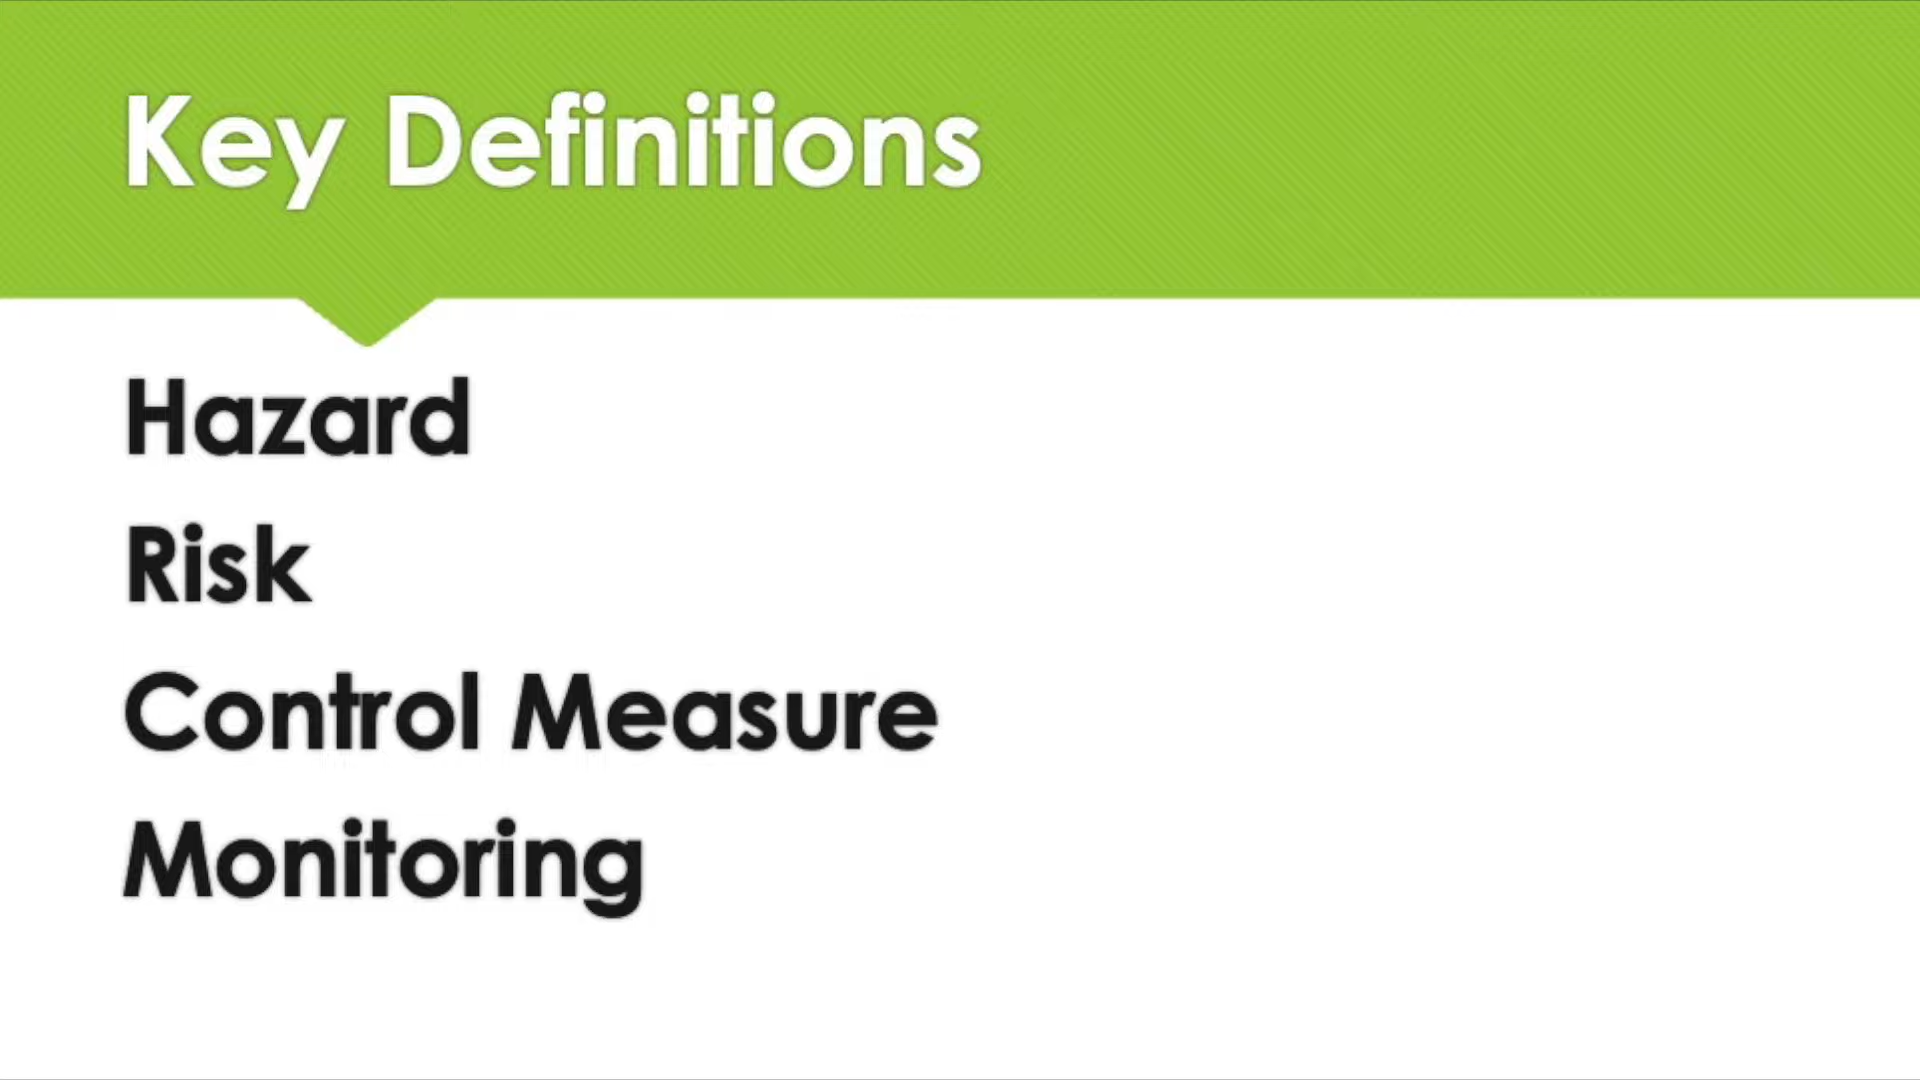 Key Definitions
Hazard
Risk
Control Measure
Monitoring